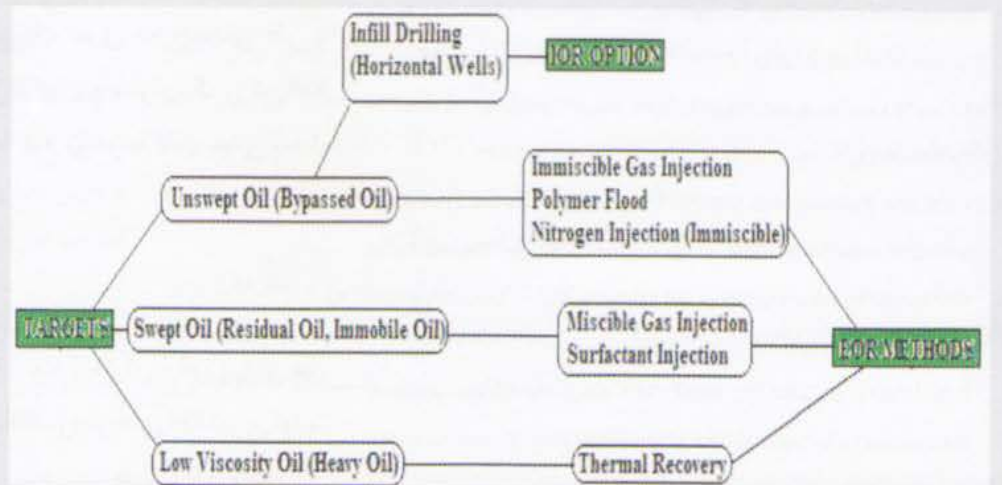 Infill Drilling
(Horizontal Wells)
IOR OPTION
Unswept Oil (Bypassed Oil)
Immiscible Gas Injection
Polymer Flood
Nitrogen Injection (Immiscible)
TARGETS
Swept Oil (Residual Oil, Immobile Oil)
Miscible Gas Injection
Surfactant Injection
EOR METHODS
Low Viscosity Oil (Heavy Oil)
Thermal Recovery